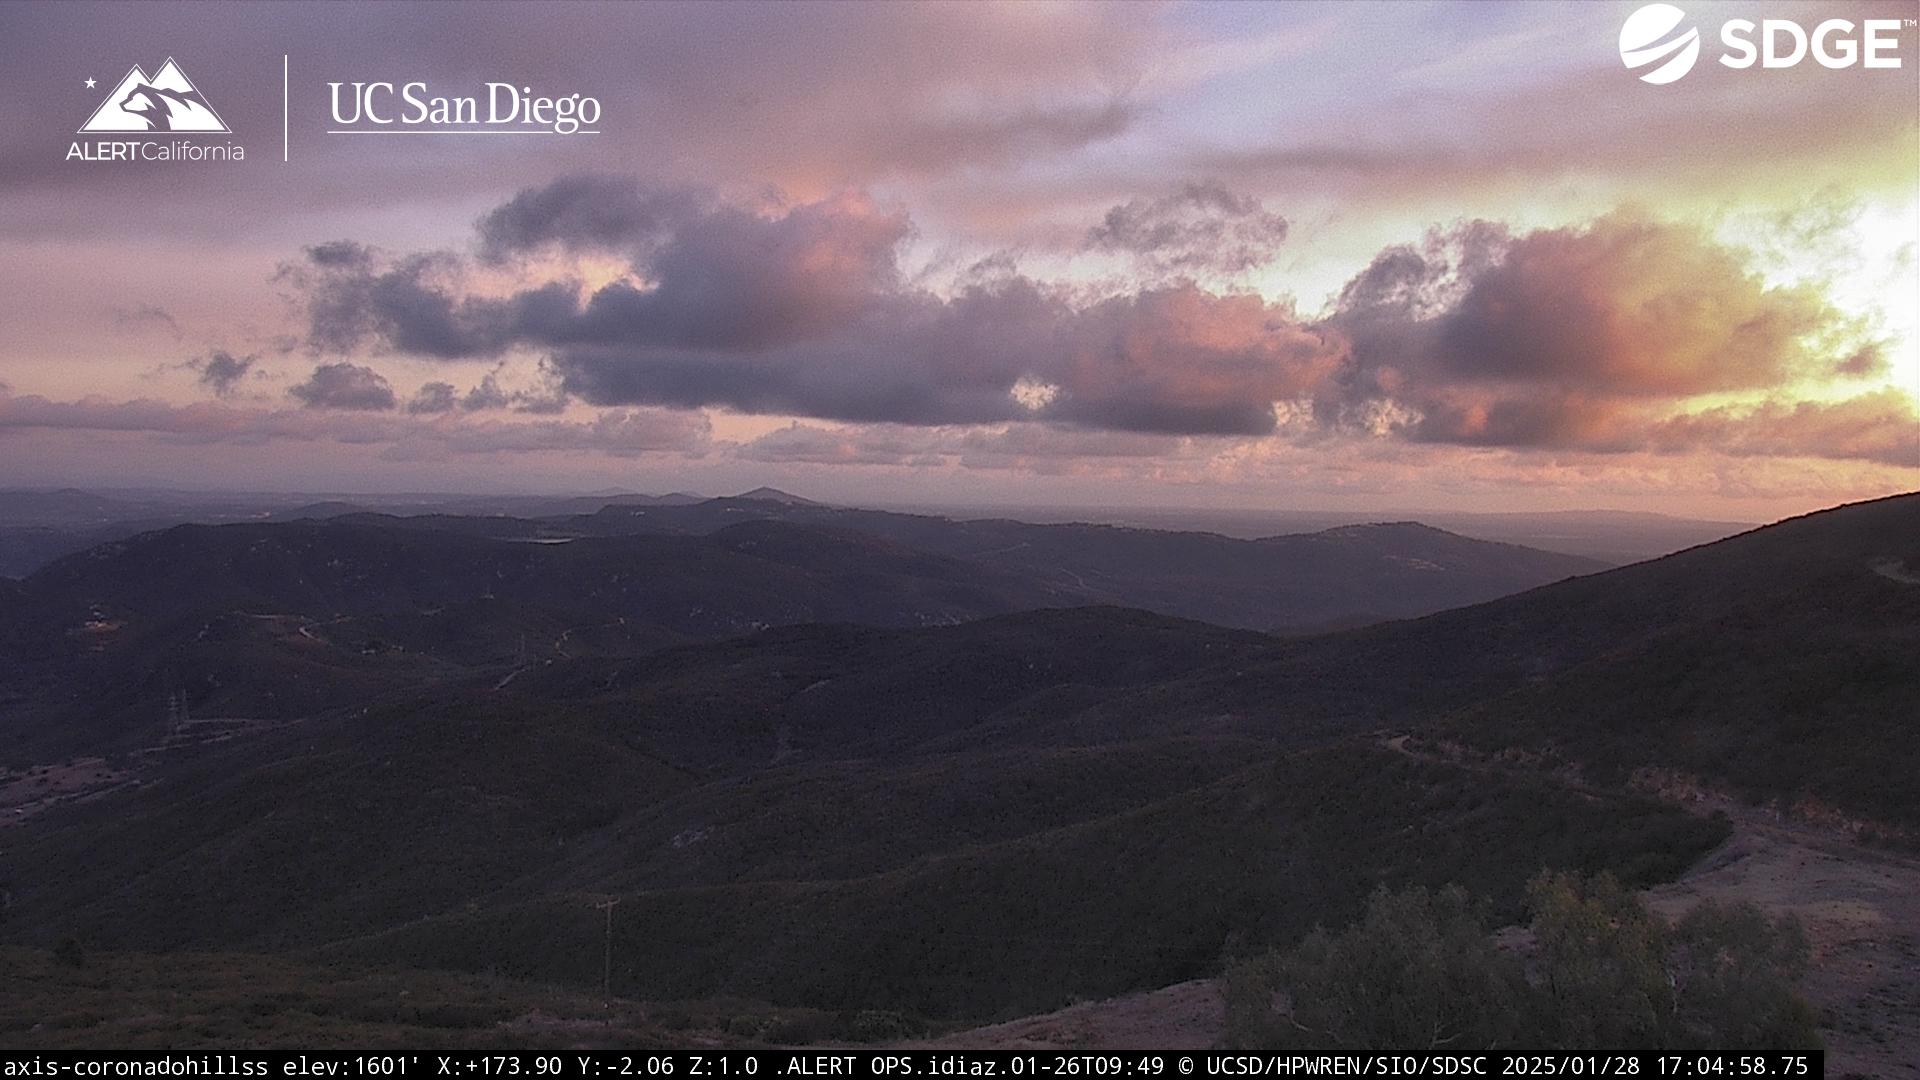 ALERTCalifornia
UC San Diego
SDGE™
axis-coronadohillss elev:1601' X:+173.90 Y:-2.06 Z:1.0 .ALERT OPS.idiaz.01-26T09:49 © UCSD/HPWREN/SIO/SDSC 2025/01/28 17:04:58.75